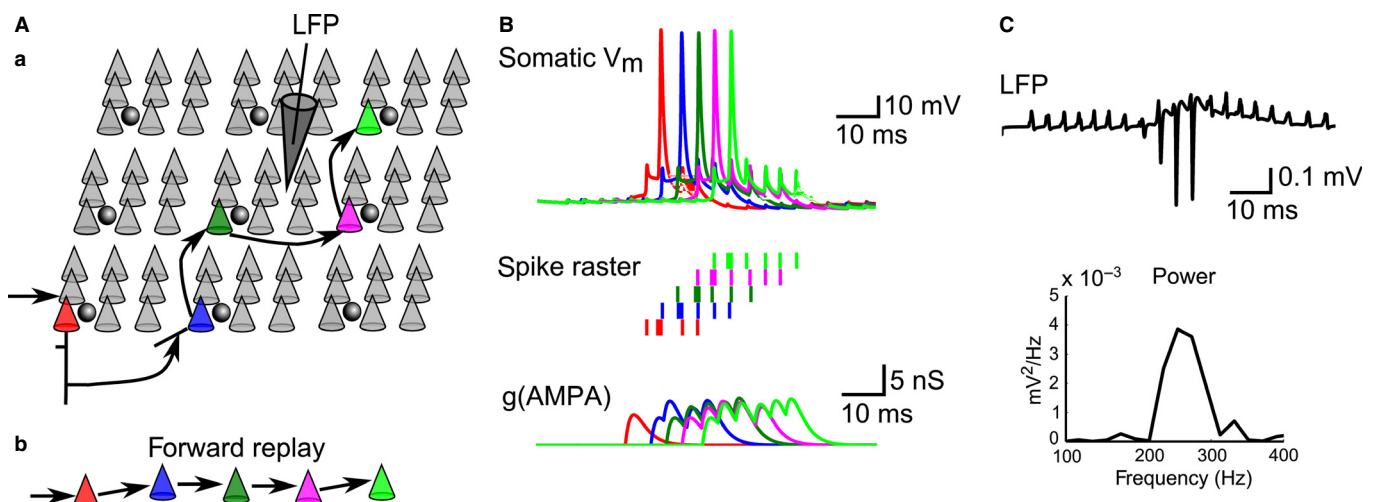 A
a
LFP
b
Forward replay
B
Somatic Vm
10 mV
10 ms
Spike raster
g(AMPA)
5 nS
10 ms
C
LFP
0.1 mV
10 ms
x 10⁻³ Power
mV²/Hz
5
4
3
2
1
0
100 200 300 400
Frequency (Hz)